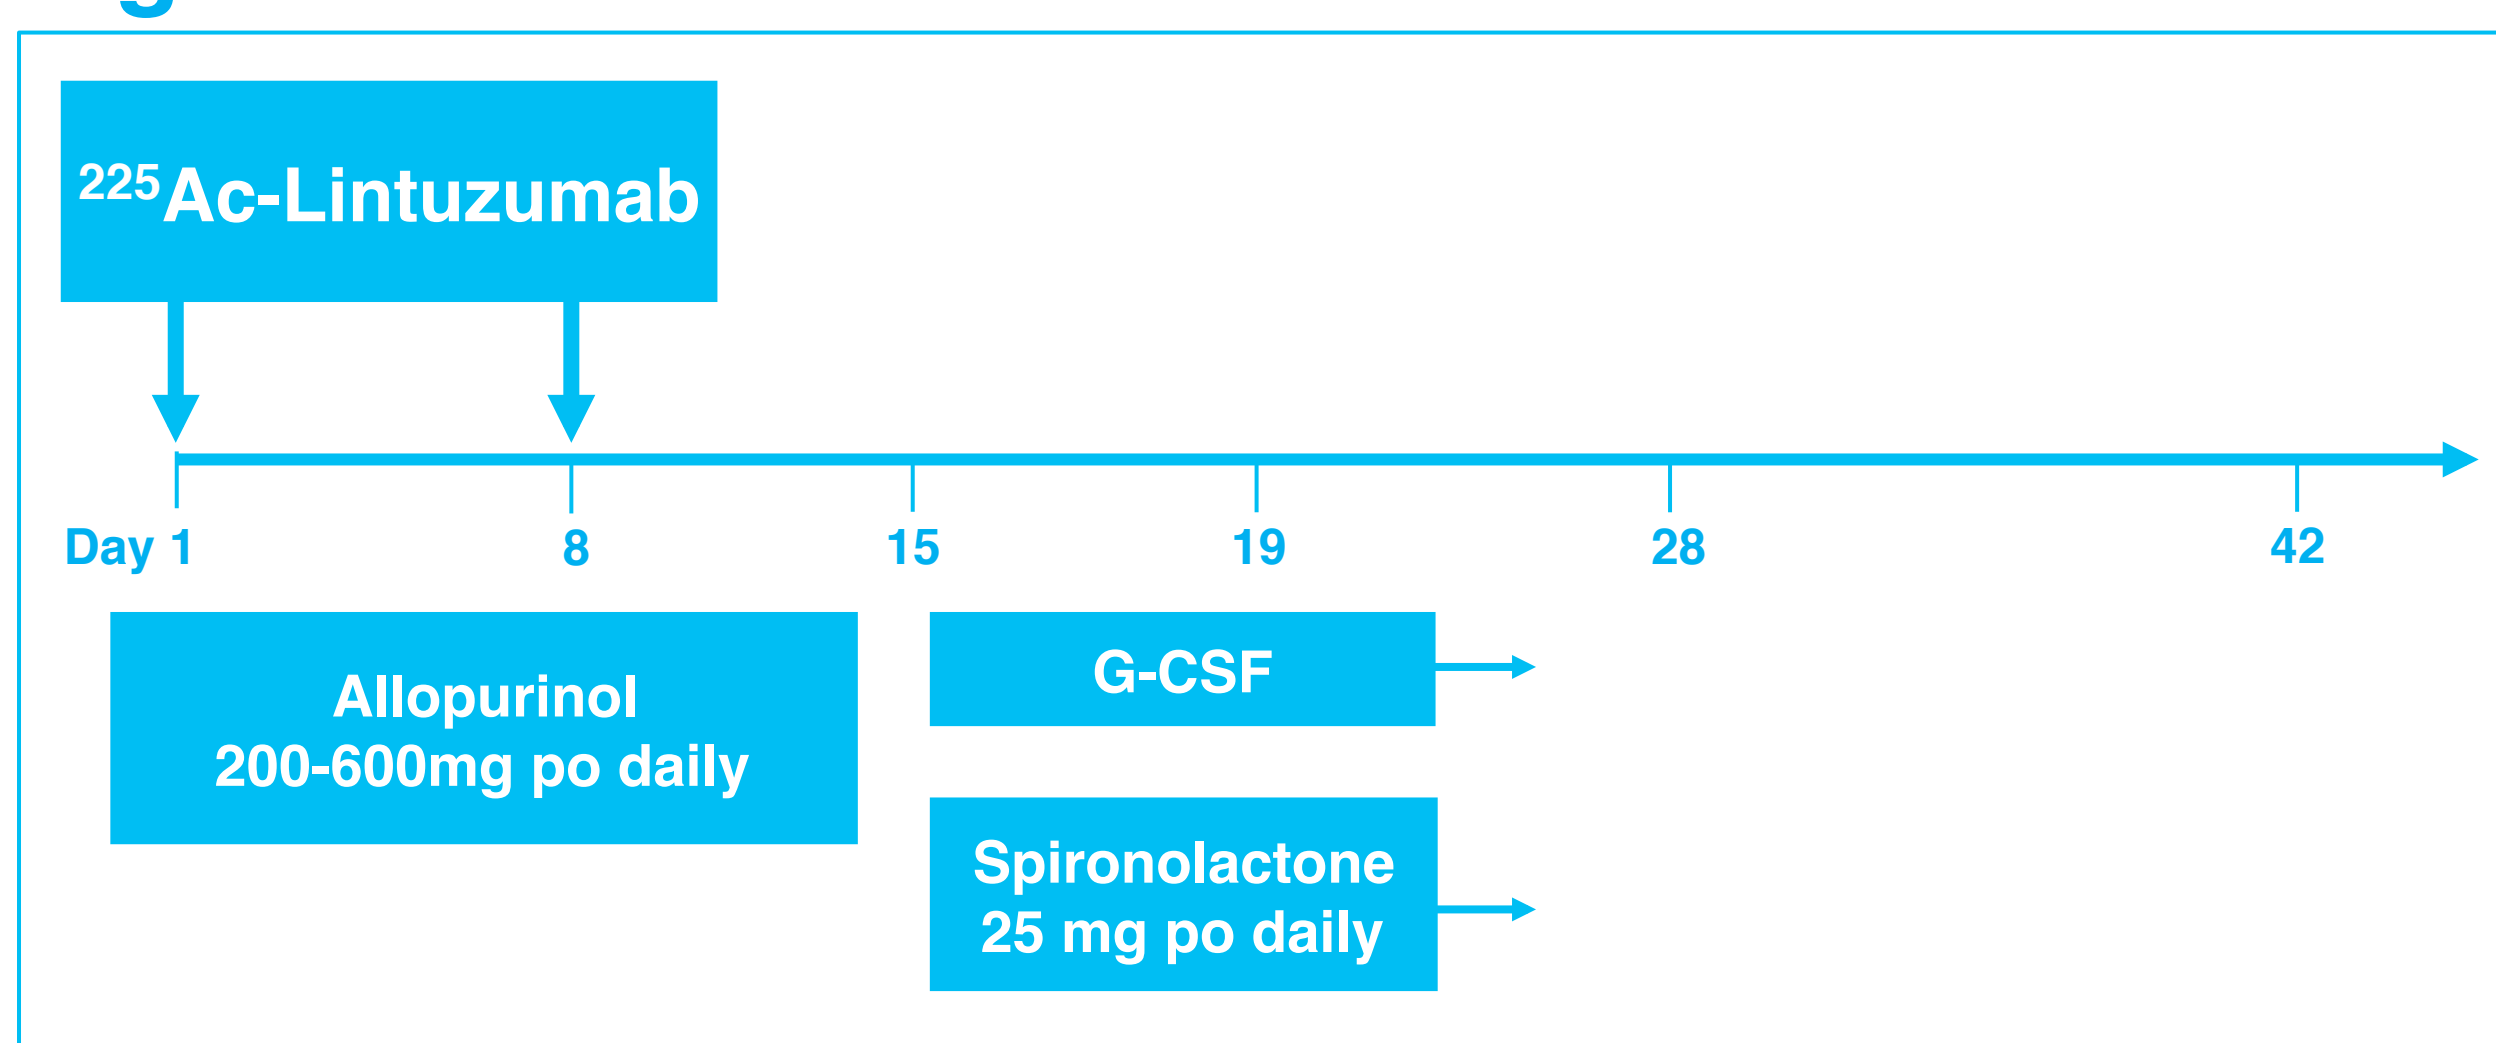 ²²⁵Ac-Lintuzumab
Day 1 8 15 19 28 42
Allopurinol
200-600mg po daily
G-CSF
Spironolactone
25 mg po daily